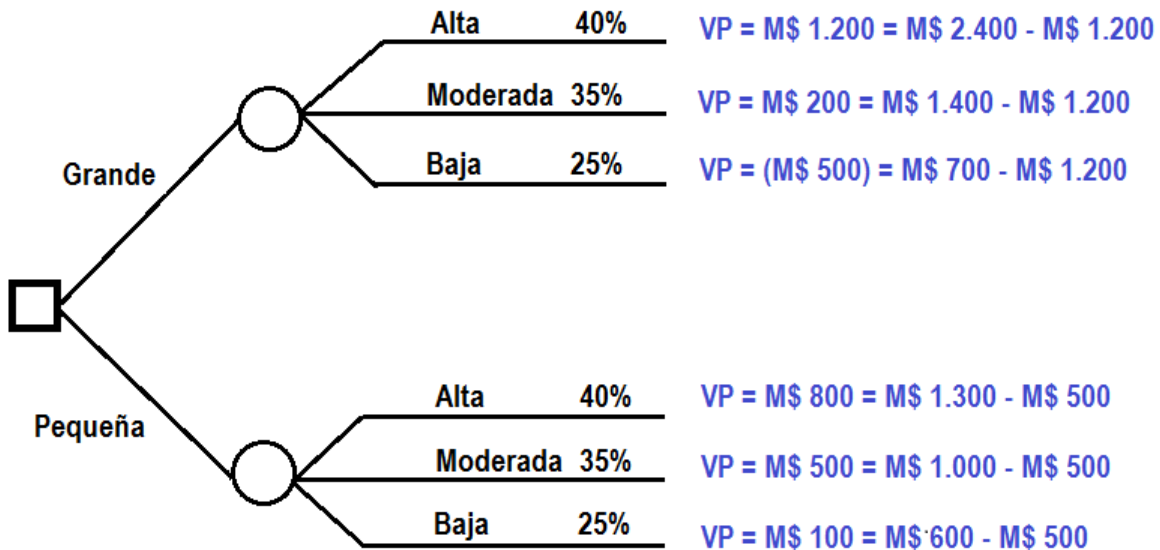 Alta 40% VP = M$ 1.200 = M$ 2.400 - M$ 1.200
Moderada 35% VP = M$ 200 = M$ 1.400 - M$ 1.200
Baja 25% VP = (M$ 500) = M$ 700 - M$ 1.200
Grande
Alta 40% VP = M$ 800 = M$ 1.300 - M$ 500
Pequeña
Moderada 35% VP = M$ 500 = M$ 1.000 - M$ 500
Baja 25% VP = M$ 100 = M$ 600 - M$ 500